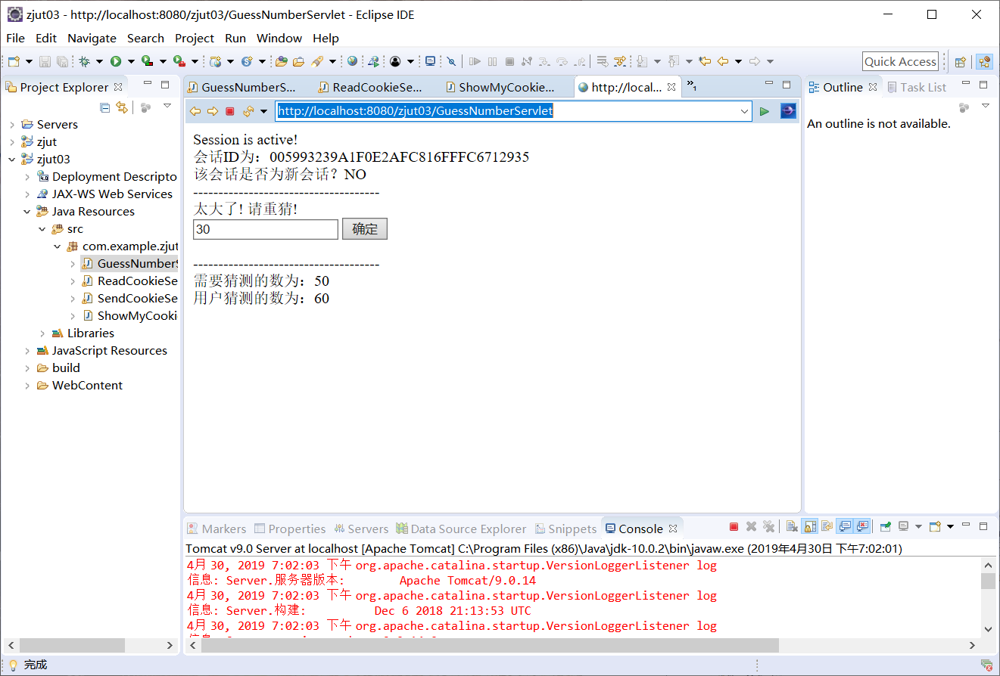 zjut03 - http://localhost:8080/zjut03/GuessNumberServlet - Eclipse IDE
File Edit Navigate Search Project Run Window Help
Quick Access
Project Explorer
GuessNumberS...
ReadCookieSe...
ShowMyCookie...
http://local...
1
Outline
Task List
http://localhost:8080/zjut03/GuessNumberServlet
An outline is not available.
Servers
zjut
zjut03
Deployment Descripto
JAX-WS Web Services
Java Resources
src
com.example.zjut
GuessNumberS
ReadCookieSe
SendCookieSe
ShowMyCooki
Libraries
JavaScript Resources
build
WebContent
Session is active!
会话ID为：005993239A1F0E2AFC816FFFC6712935
该会话是否为新会话？NO
-------------------------------------
太大了! 请重猜!
30 确定
-------------------------------------
需要猜测的数为：50
用户猜测的数为：60
Markers Properties Servers Data Source Explorer Snippets Console
Tomcat v9.0 Server at localhost [Apache Tomcat] C:\Program Files (x86)\Java\jdk-10.0.2\bin\javaw.exe (2019年4月30日 下午7:02:01)
4月 30, 2019 7:02:03 下午 org.apache.catalina.startup.VersionLoggerListener log
信息: Server.服务器版本: Apache Tomcat/9.0.14
4月 30, 2019 7:02:03 下午 org.apache.catalina.startup.VersionLoggerListener log
信息: Server.构建: Dec 6 2018 21:13:53 UTC
4月 30, 2019 7:02:03 下午 org.apache.catalina.startup.VersionLoggerListener log
完成